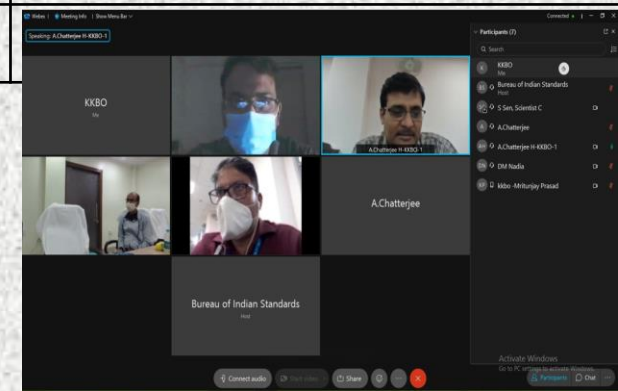 Webex
Meeting Info
Show Menu Bar
Connected
Speaking: A.Chatterjee H-KKBO-1
KKBO
Me
A.Chatterjee H-KKBO-1
A.Chatterjee
Bureau of Indian Standards
Host
Participants (7)
Search
KKBO
Me
Bureau of Indian Standards
Host
S Sen, Scientist C
A.Chatterjee
A.Chatterjee H-KKBO-1
DM Nadia
kkbo -Mritunjay Prasad
Activate Windows
Go to PC settings to activate Windows.
Connect audio
Start video
Share
Participants
Chat